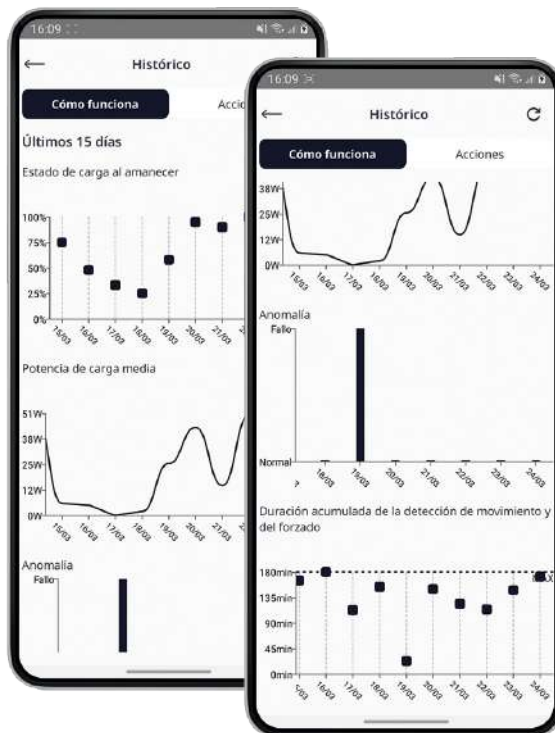 16:09
Histórico
Cómo funciona
Últimos 15 días
Estado de carga al amanecer
100%
75%
50%
25%
0%
15/03 16/03 17/03 18/03 19/03 20/03 21/03
Potencia de carga media
51W
38W
25W
12W
0W
15/03 16/03 17/03 18/03 19/03 20/03 21/03
Anomalía
Fallo
16:09
Histórico
Cómo funciona Acciones
38W
25W
12W
0W
15/03 16/03 17/03 18/03 19/03 20/03 21/03 22/03 23/03 24/03
Anomalía
Fallo
Normal
18/03 19/03 20/03 21/03 22/03 23/03 24/03
Duración acumulada de la detección de movimiento y
del forzado
180min
MAX
135min
90min
45min
0min
5/03 16/03 17/03 18/03 19/03 20/03 21/03 22/03 23/03 24/03